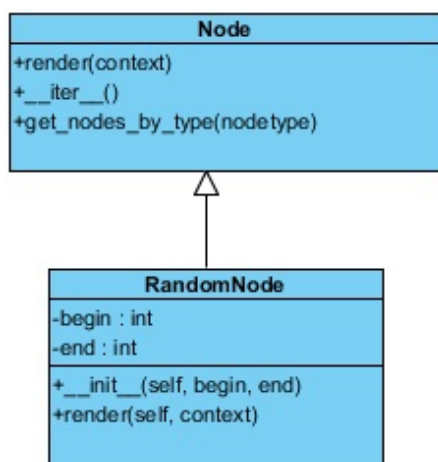 Node
+render(context)
+__iter__()
+get_nodes_by_type(nodetype)
RandomNode
-begin : int
-end : int
+__init__(self, begin, end)
+render(self, context)